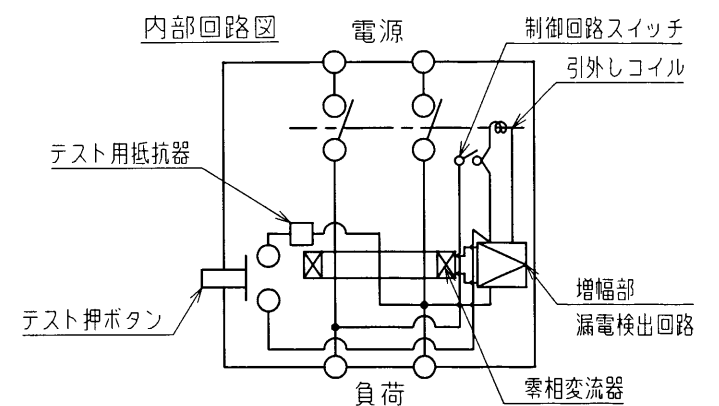 内部回路図
電源
制御回路スイッチ
引外しコイル
テスト用抵抗器
テスト押ボタン
増幅部
漏電検出回路
零相変流器
負荷